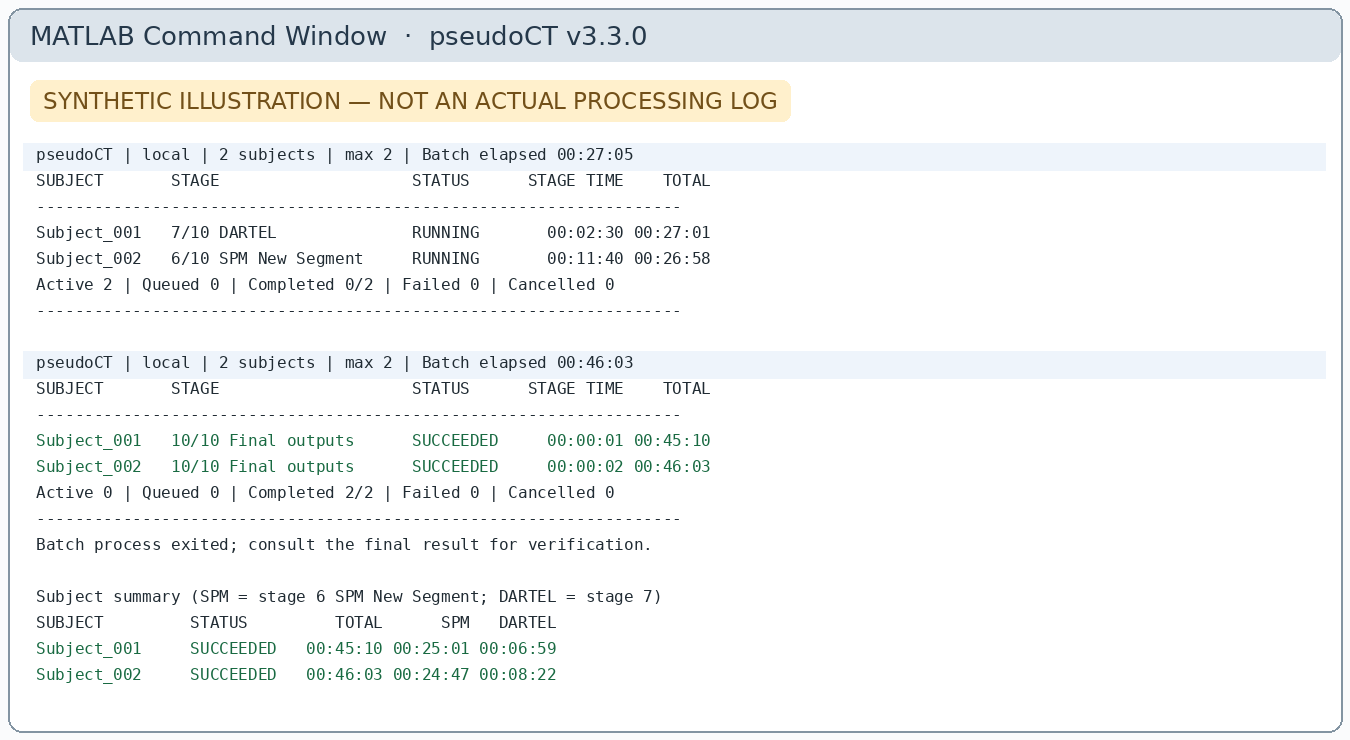 MATLAB Command Window · pseudoCT v3.3.0
SYNTHETIC ILLUSTRATION — NOT AN ACTUAL PROCESSING LOG
pseudoCT | local | 2 subjects | max 2 | Batch elapsed 00:27:05
SUBJECT       STAGE                    STATUS      STAGE TIME    TOTAL
-------------------------------------------------------------------
Subject_001   7/10 DARTEL              RUNNING       00:02:30 00:27:01
Subject_002   6/10 SPM New Segment     RUNNING       00:11:40 00:26:58
Active 2 | Queued 0 | Completed 0/2 | Failed 0 | Cancelled 0
-------------------------------------------------------------------
pseudoCT | local | 2 subjects | max 2 | Batch elapsed 00:46:03
SUBJECT       STAGE                    STATUS      STAGE TIME    TOTAL
-------------------------------------------------------------------
Subject_001   10/10 Final outputs      SUCCEEDED     00:00:01 00:45:10
Subject_002   10/10 Final outputs      SUCCEEDED     00:00:02 00:46:03
Active 0 | Queued 0 | Completed 2/2 | Failed 0 | Cancelled 0
-------------------------------------------------------------------
Batch process exited; consult the final result for verification.
Subject summary (SPM = stage 6 SPM New Segment; DARTEL = stage 7)
SUBJECT         STATUS         TOTAL      SPM   DARTEL
Subject_001     SUCCEEDED   00:45:10 00:25:01 00:06:59
Subject_002     SUCCEEDED   00:46:03 00:24:47 00:08:22